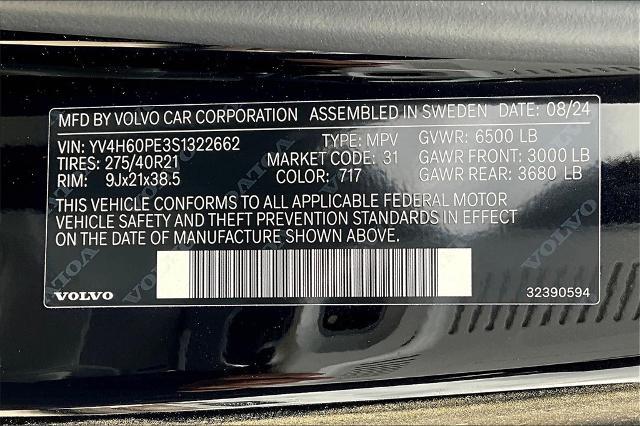 MFD BY VOLVO CAR CORPORATION ASSEMBLED IN SWEDEN DATE: 08/24
VIN: YV4H60PE3S1322662 TYPE: MPV GVWR: 6500 LB
TIRES: 275/40R21 MARKET CODE: 31 GAWR FRONT: 3000 LB
RIM: 9Jx21x38.5 COLOR: 717 GAWR REAR: 3680 LB
THIS VEHICLE CONFORMS TO ALL APPLICABLE FEDERAL MOTOR
VEHICLE SAFETY AND THEFT PREVENTION STANDARDS IN EFFECT
ON THE DATE OF MANUFACTURE SHOWN ABOVE.
VOLVO 32390594